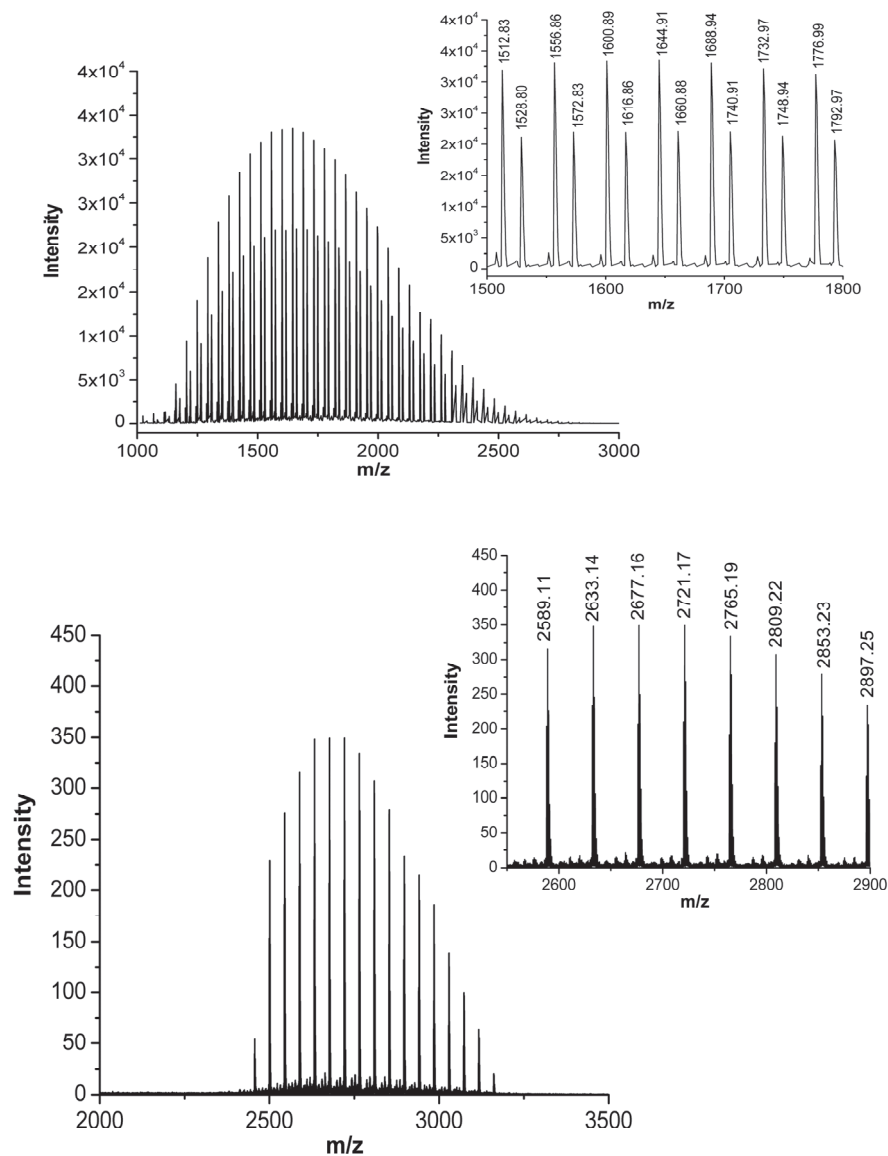 4x10⁴
4x10⁴
3x10⁴
3x10⁴
2x10⁴
2x10⁴
1x10⁴
5x10³
0
Intensity
1000
1500
2000
2500
3000
m/z
4x10⁴
4x10⁴
3x10⁴
3x10⁴
2x10⁴
2x10⁴
1x10⁴
5x10³
0
Intensity
1512.83
1528.80
1556.86
1572.83
1600.89
1616.86
1644.91
1660.88
1688.94
1740.91
1732.97
1748.94
1776.99
1792.97
1500
1600
1700
1800
m/z
450
400
350
300
250
200
150
100
50
0
Intensity
2000
2500
3000
3500
m/z
450
400
350
300
250
200
150
100
50
0
Intensity
2589.11
2633.14
2677.16
2721.17
2765.19
2809.22
2853.23
2897.25
2600
2700
2800
2900
m/z